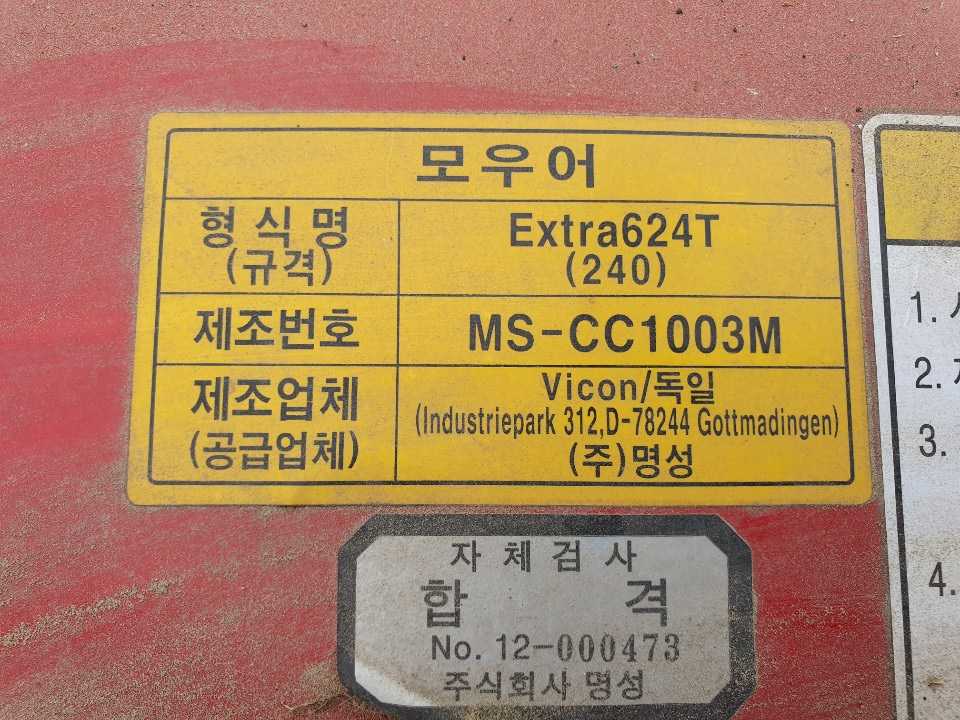 모우어
형식명
(규격)
Extra624T
(240)
제조번호
MS-CC1003M
제조업체
(공급업체)
Vicon/독일
(Industriepark 312,D-78244 Gottmadingen)
(주)명성
자체검사
합격
No. 12-000473
주식회사 명성
1.
2.
3.
4.